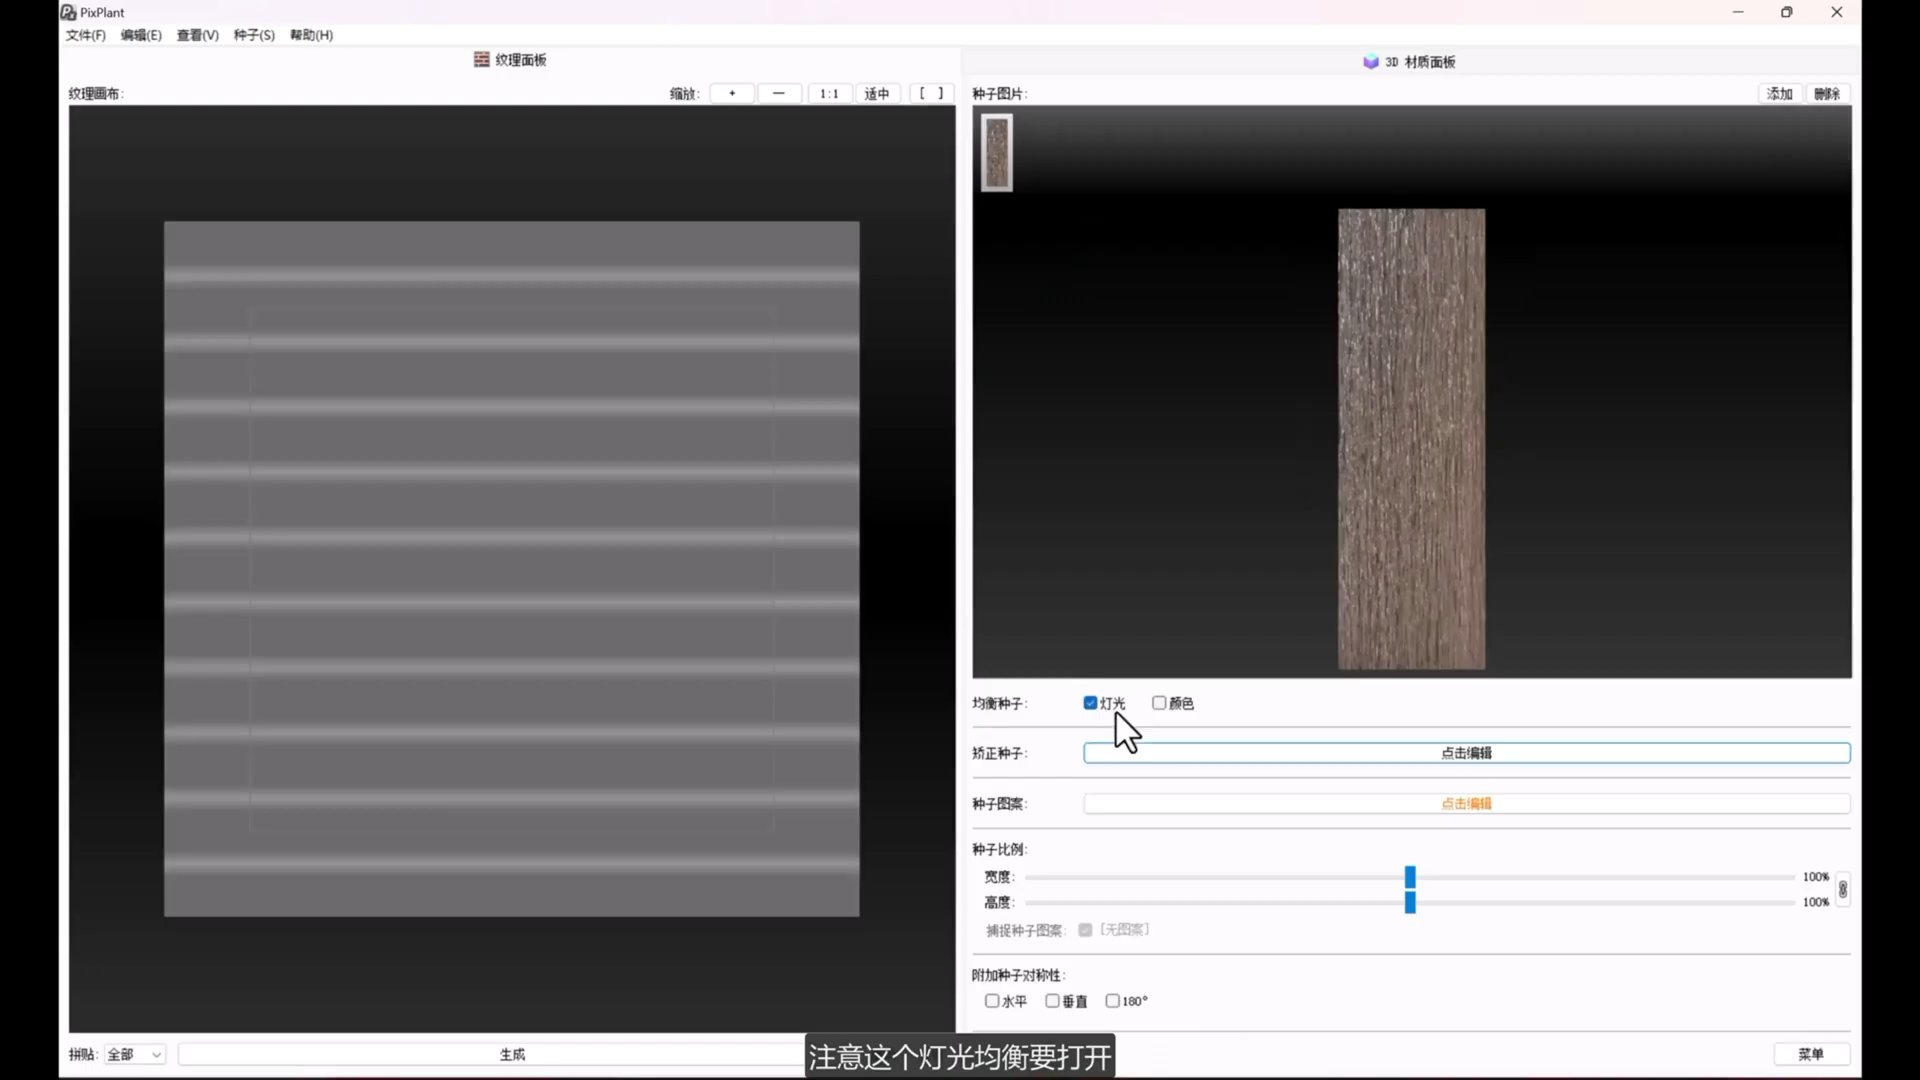 PixPlant
文件(F) 编辑(E) 查看(V) 种子(S) 帮助(H)
纹理面板
3D 材质面板
纹理画布:
缩放: + — 1:1 适中 [ ]
种子图片:
添加 删除
均衡种子: 灯光 颜色
矫正种子: 点击编辑
种子图案: 点击编辑
种子比例:
宽度: 100%
高度: 100%
捕捉种子图案: [无图案]
附加种子对称性:
水平 垂直 180°
拼贴: 全部 生成
菜单
注意这个灯光均衡要打开